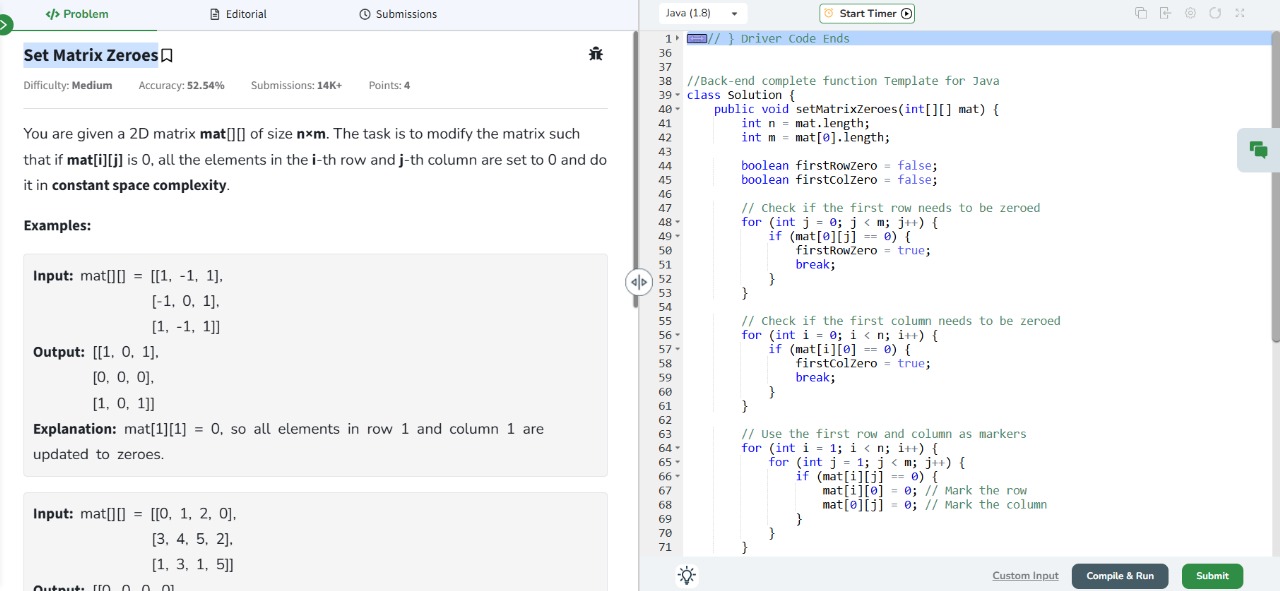 Problem
Editorial
Submissions
Set Matrix Zeroes
Difficulty: Medium Accuracy: 52.54% Submissions: 14K+ Points: 4
You are given a 2D matrix mat[][] of size n×m. The task is to modify the matrix such
that if mat[i][j] is 0, all the elements in the i-th row and j-th column are set to 0 and do
it in constant space complexity.
Examples:
Input: mat[][] = [[1, -1, 1],
[-1, 0, 1],
[1, -1, 1]]
Output: [[1, 0, 1],
[0, 0, 0],
[1, 0, 1]]
Explanation: mat[1][1] = 0, so all elements in row 1 and column 1 are
updated to zeroes.
Input: mat[][] = [[0, 1, 2, 0],
[3, 4, 5, 2],
[1, 3, 1, 5]]
Output: [[0, 0, 0, 0],
Java (1.8)
Start Timer
1 // } Driver Code Ends
36
37
38 //Back-end complete function Template for Java
39 class Solution {
40 public void setMatrixZeroes(int[][] mat) {
41 int n = mat.length;
42 int m = mat[0].length;
43
44 boolean firstRowZero = false;
45 boolean firstColZero = false;
46
47 // Check if the first row needs to be zeroed
48 for (int j = 0; j < m; j++) {
49 if (mat[0][j] == 0) {
50 firstRowZero = true;
51 break;
52 }
53 }
54
55 // Check if the first column needs to be zeroed
56 for (int i = 0; i < n; i++) {
57 if (mat[i][0] == 0) {
58 firstColZero = true;
59 break;
60 }
61 }
62
63 // Use the first row and column as markers
64 for (int i = 1; i < n; i++) {
65 for (int j = 1; j < m; j++) {
66 if (mat[i][j] == 0) {
67 mat[i][0] = 0; // Mark the row
68 mat[0][j] = 0; // Mark the column
69 }
70 }
71 }
Custom Input
Compile & Run
Submit